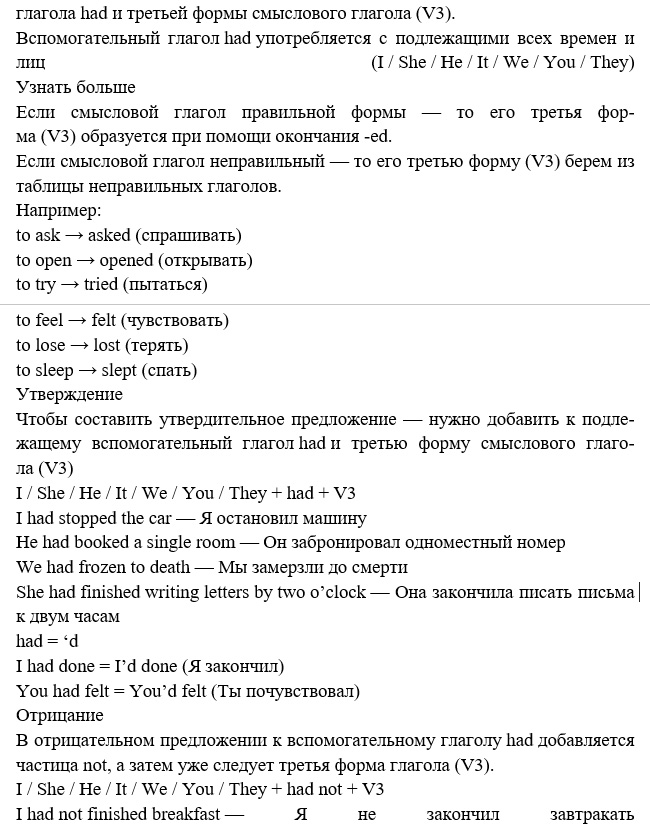 глагола had и третьей формы смыслового глагола (V3).
Вспомогательный глагол had употребляется с подлежащими всех времен и
лиц (I / She / He / It / We / You / They)
Узнать больше
Если смысловой глагол правильной формы — то его третья фор-
ма (V3) образуется при помощи окончания -ed.
Если смысловой глагол неправильный — то его третью форму (V3) берем из
таблицы неправильных глаголов.
Например:
to ask → asked (спрашивать)
to open → opened (открывать)
to try → tried (пытаться)
to feel → felt (чувствовать)
to lose → lost (терять)
to sleep → slept (спать)
Утверждение
Чтобы составить утвердительное предложение — нужно добавить к подле-
жащему вспомогательный глагол had и третью форму смыслового глаго-
ла (V3)
I / She / He / It / We / You / They + had + V3
I had stopped the car — Я остановил машину
He had booked a single room — Он забронировал одноместный номер
We had frozen to death — Мы замерзли до смерти
She had finished writing letters by two o’clock — Она закончила писать письма
к двум часам
had = ‘d
I had done = I’d done (Я закончил)
You had felt = You’d felt (Ты почувствовал)
Отрицание
В отрицательном предложении к вспомогательному глаголу had добавляется
частица not, а затем уже следует третья форма глагола (V3).
I / She / He / It / We / You / They + had not + V3
I had not finished breakfast — Я не закончил завтракать